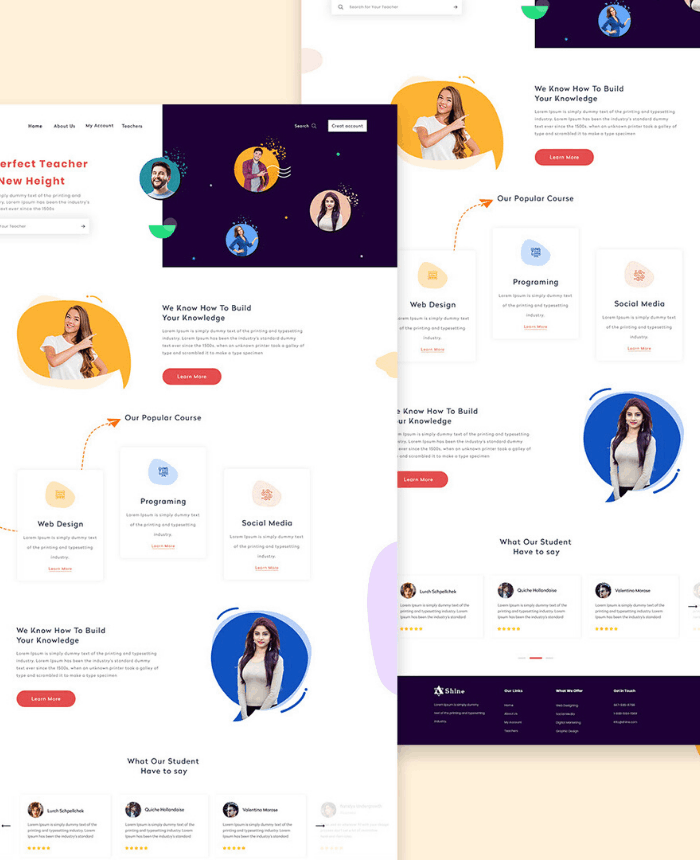 Home About Us My Account Teachers Search Creat account
erfect Teacher
New Height
mply dummy text of the printing and
stry. Lorem Ipsum has been the industry's
text ever since the 1500s
Your Teacher
We Know How To Build
Your Knowledge
Lorem Ipsum is simply dummy text of the printing and typesetting
industry. Lorem Ipsum has been the industry's standard dummy
text ever since the 1500s, when an unknown printer took a galley of
type and scrambled it to make a type specimen
Learn More
Our Popular Course
Web Design
Lorem Ipsum is simply dummy text
of the printing and typesetting
industry.
Learn More
Programing
Lorem Ipsum is simply dummy text
of the printing and typesetting
industry.
Learn More
Social Media
Lorem Ipsum is simply dummy text
of the printing and typesetting
industry.
Learn More
We Know How To Build
Your Knowledge
Lorem Ipsum is simply dummy text of the printing and typesetting
industry. Lorem Ipsum has been the industry's standard dummy
text ever since the 1500s, when an unknown printer took a galley of
type and scrambled it to make a type specimen
Learn More
What Our Student
Have to say
Lurch Schpellchek
Lorem Ipsum is simply dummy text of the
printing and typesetting industry Lorem
Ipsum has been the industry's standard
Quiche Hollandaise
Lorem Ipsum is simply dummy text of the
printing and typesetting industry Lorem
Ipsum has been the industry's standard
Valentino Morose
Lorem Ipsum is simply dummy text of the
printing and typesetting industry Lorem
Ipsum has been the industry's standard
Search for Your Teacher
We Know How To Build
Your Knowledge
Lorem Ipsum is simply dummy text of the printing and typesetting
industry. Lorem Ipsum has been the industry's standard dummy
text ever since the 1500s, when an unknown printer took a galley of
type and scrambled it to make a type specimen
Learn More
Our Popular Course
Web Design
Lorem Ipsum is simply dummy text
of the printing and typesetting
industry.
Learn More
Programing
Lorem Ipsum is simply dummy text
of the printing and typesetting
industry.
Learn More
Social Media
Lorem Ipsum is simply dummy text
of the printing and typesetting
industry.
Learn More
e Know How To Build
ur Knowledge
Lorem Ipsum is simply dummy text of the printing and typesetting
industry. Lorem Ipsum has been the industry's standard dummy
text ever since the 1500s, when an unknown printer took a galley of
type and scrambled it to make a type specimen
Learn More
What Our Student
Have to say
Lurch Schpellchek
Lorem Ipsum is simply dummy text of the
printing and typesetting industry Lorem
Ipsum has been the industry's standard
Quiche Hollandaise
Lorem Ipsum is simply dummy text of the
printing and typesetting industry Lorem
Ipsum has been the industry's standard
Valentino Morose
Lorem Ipsum is simply dummy text of the
printing and typesetting industry Lorem
Ipsum has been the industry's standard
Shine
Lorem Ipsum is simply dummy
text of the printing and typesetting
industry.
Our Links
Home
About Us
My Account
Teachers
What We Offer
Web Designing
Social Media
Digital Marketing
Graphic Design
Get In Touch